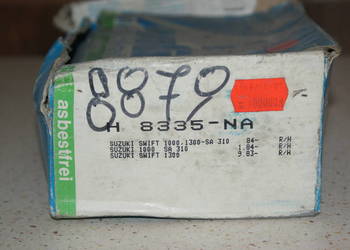 8879
asbestfrei
H 8335-NA
SUZUKI SWIFT 1000,1300-SA 310 84- R/H
SUZUKI 1000 SA 310 1.84- R/H
SUZUKI SWIFT 1300 9 83- R/H